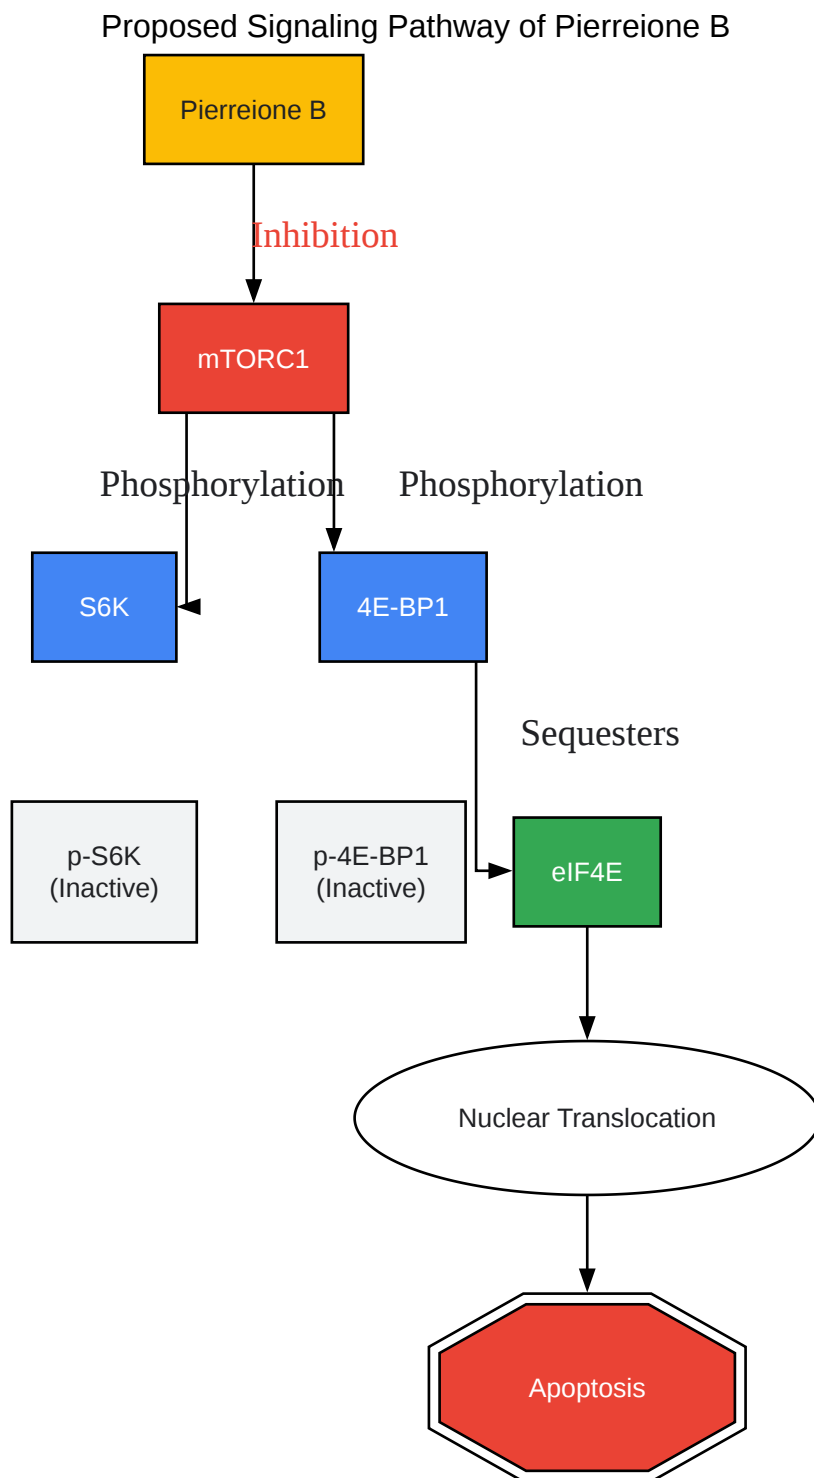 Proposed Signaling Pathway of Pierreione B
Pierreione B
Inhibition
mTORC1
Phosphorylation
Phosphorylation
S6K
4E-BP1
Sequesters
p-S6K
(Inactive)
p-4E-BP1
(Inactive)
eIF4E
Nuclear Translocation
Apoptosis